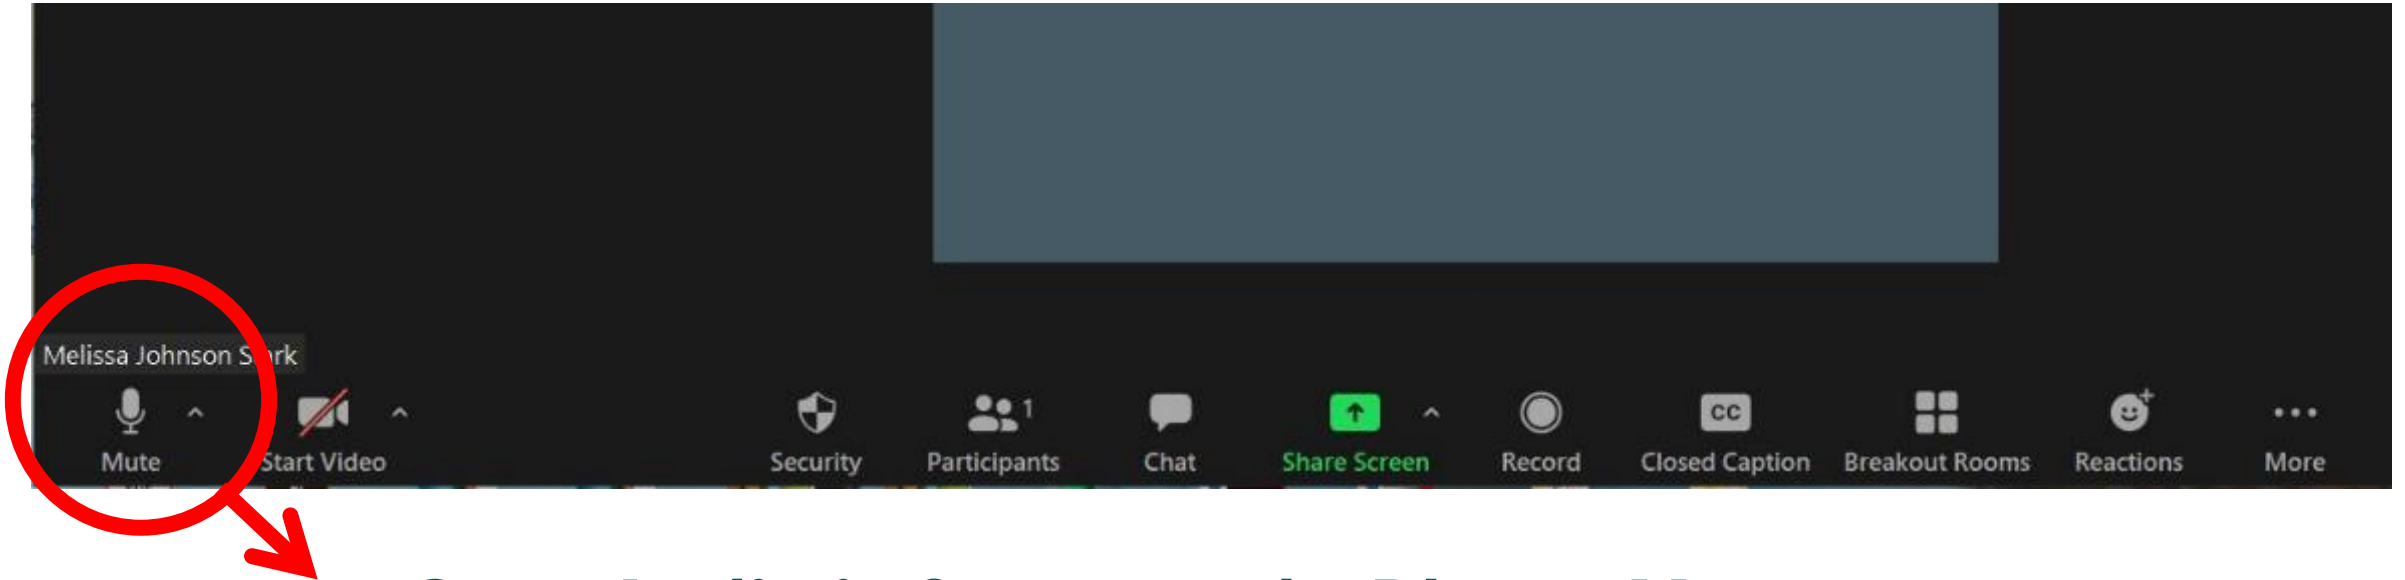 Melissa Johnson Stark
1
CC
Mute Start Video Security Participants Chat Share Screen Record Closed Caption Breakout Rooms Reactions More